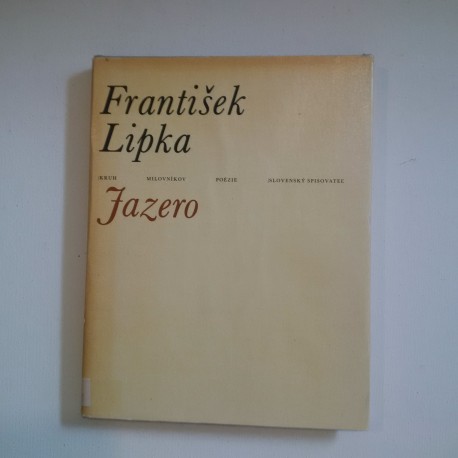 František
Lipka
KRUH MILOVNÍKOV POÉZIE SLOVENSKÝ SPISOVATEĽ
Jazero